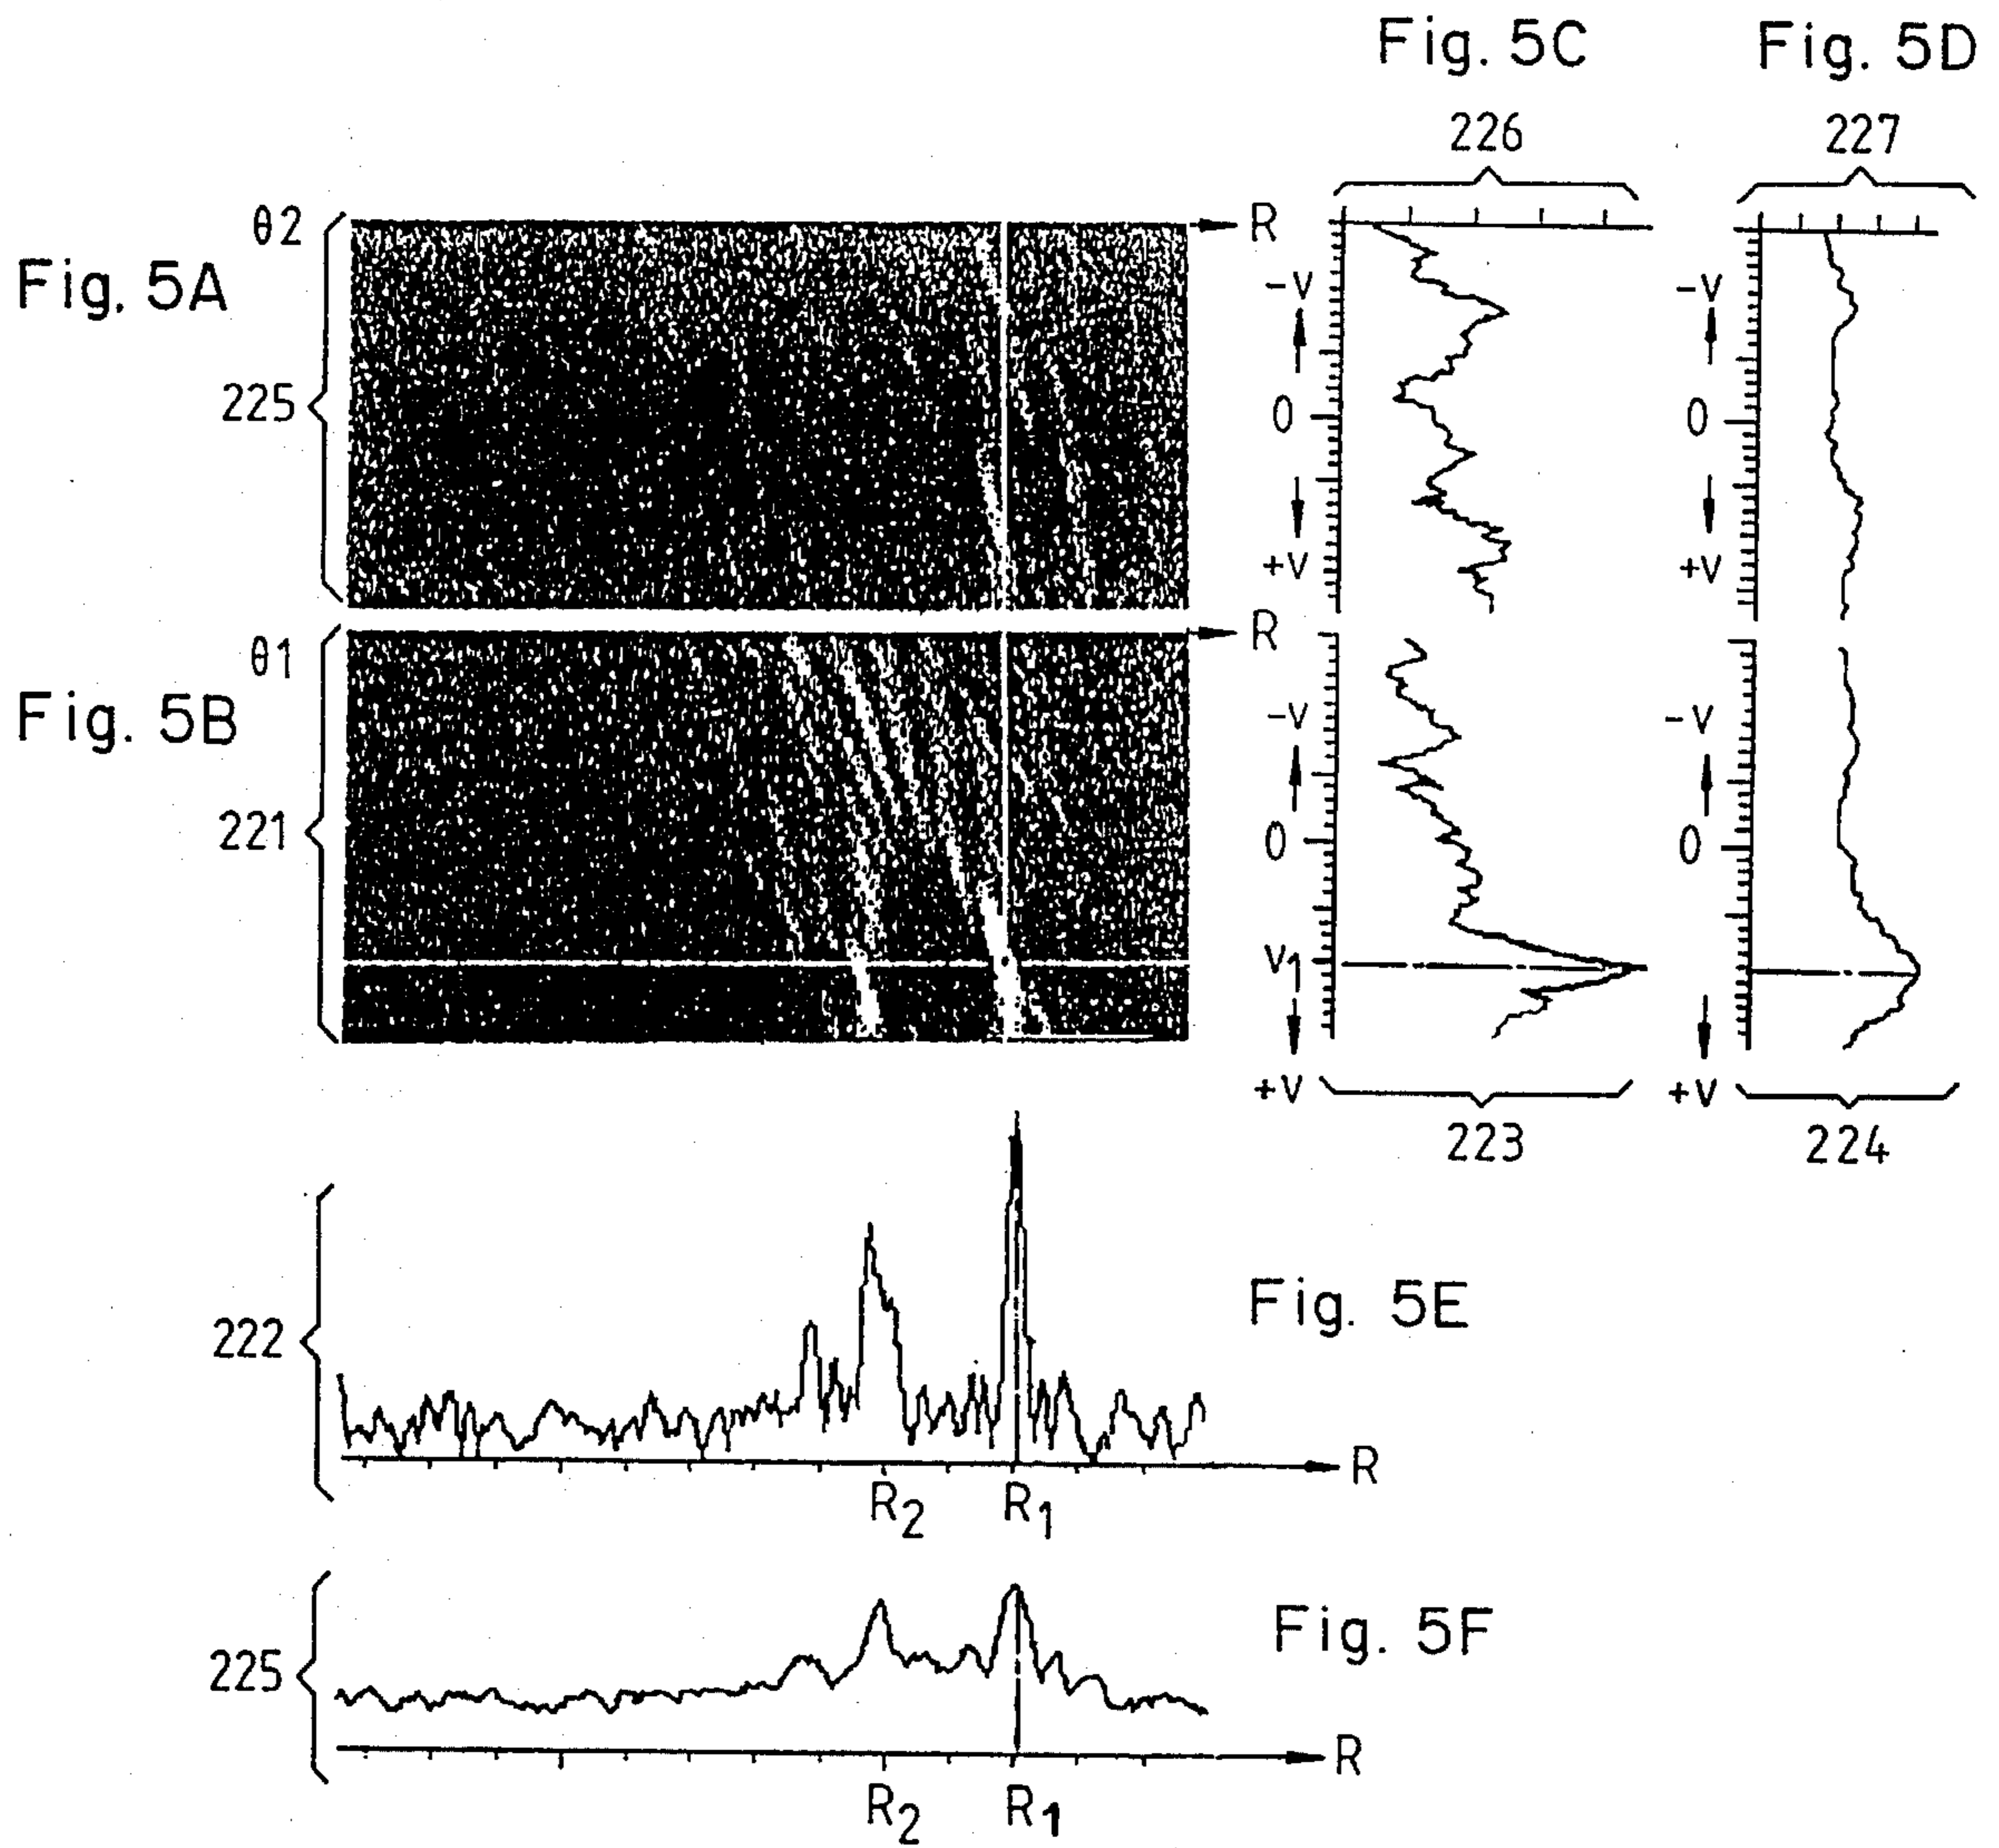 Fig. 5C
Fig. 5D
226
227
θ2
R
Fig. 5A
225
-V
0
+V
-V
0
+V
θ1
R
Fig. 5B
221
-V
0
V1
+V
-V
0
+V
223
224
222
Fig. 5E
R
R2
R1
225
Fig. 5F
R
R2
R1